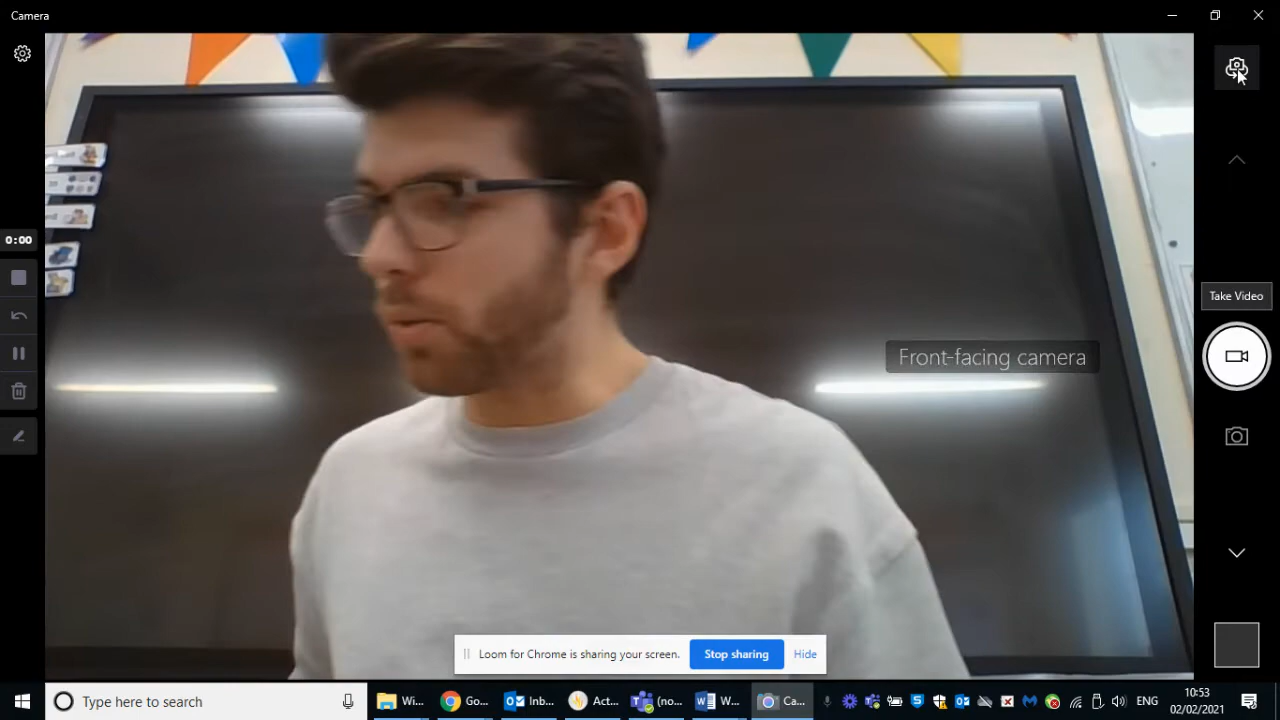 Camera
0:00
Take Video
Front-facing camera
Loom for Chrome is sharing your screen. Stop sharing Hide
Type here to search
Wi... Go... Inb... Act... (no... W... Ca...
ENG
10:53
02/02/2021